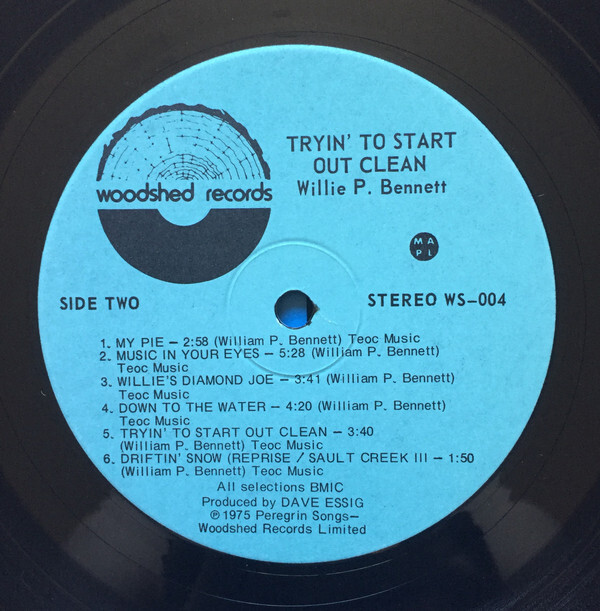 TRYIN' TO START
OUT CLEAN
Willie P. Bennett
woodshed records
M A
P L
SIDE TWO
STEREO WS-004
1. MY PIE – 2:58 (William P. Bennett) Teoc Music
2. MUSIC IN YOUR EYES – 5:28 (William P. Bennett)
Teoc Music
3. WILLIE'S DIAMOND JOE – 3:41 (William P. Bennett)
Teoc Music
4. DOWN TO THE WATER – 4:20 (William P. Bennett)
Teoc Music
5. TRYIN' TO START OUT CLEAN – 3:40
(William P. Bennett) Teoc Music
6. DRIFTIN' SNOW (REPRISE / SAULT CREEK III – 1:50
(William P. Bennett) Teoc Music
All selections BMIC
Produced by DAVE ESSIG
℗ 1975 Peregrin Songs–
Woodshed Records Limited